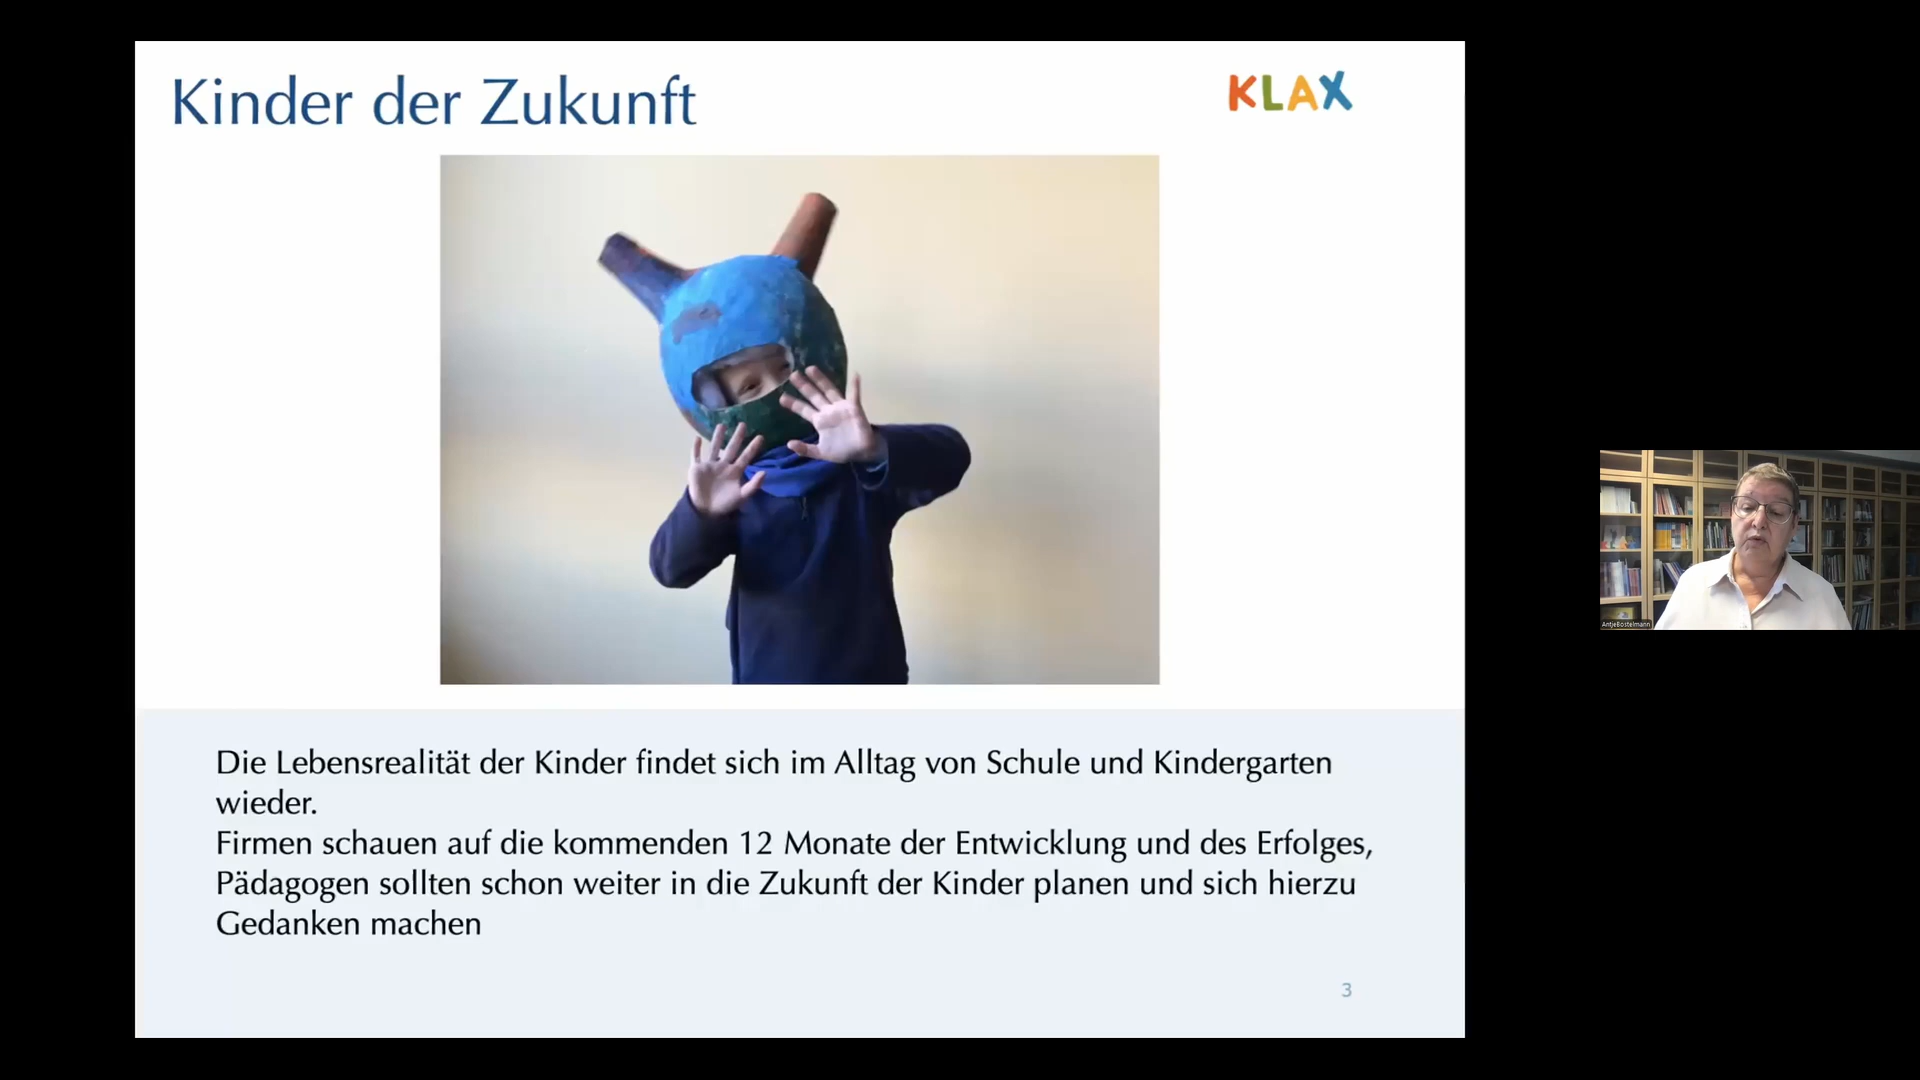 Kinder der Zukunft
KLAX
Die Lebensrealität der Kinder findet sich im Alltag von Schule und Kindergarten
wieder.
Firmen schauen auf die kommenden 12 Monate der Entwicklung und des Erfolges,
Pädagogen sollten schon weiter in die Zukunft der Kinder planen und sich hierzu
Gedanken machen
3
AntjeBostelmann